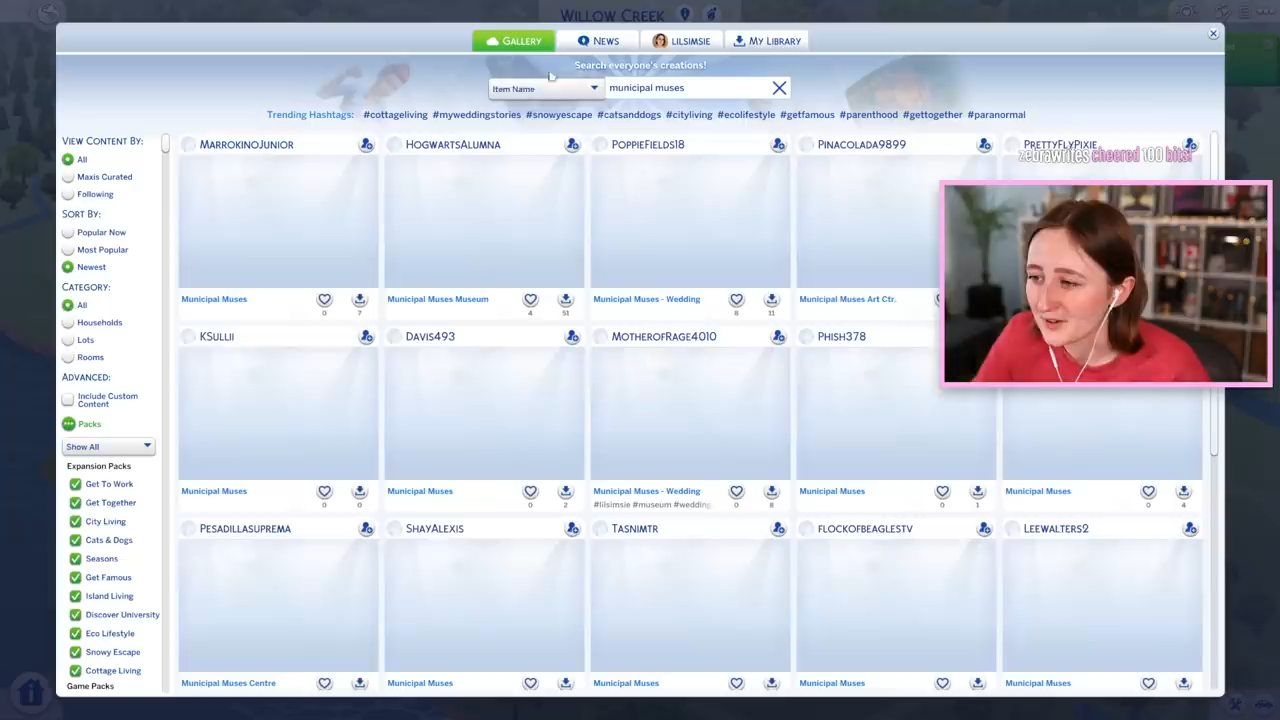 WILLOW CREEK
GALLERY
NEWS
LILSIMSIE
MY LIBRARY
Search everyone's creations!
Item Name
municipal muses
Trending Hashtags: #cottageliving #myweddingstories #snowyescape #catsanddogs #cityliving #ecolifestyle #getfamous #parenthood #gettogether #paranormal
VIEW CONTENT BY:
All
Maxis Curated
Following
SORT BY:
Popular Now
Most Popular
Newest
CATEGORY:
All
Households
Lots
Rooms
ADVANCED:
Include Custom
Content
Packs
Show All
Expansion Packs
Get To Work
Get Together
City Living
Cats & Dogs
Seasons
Get Famous
Island Living
Discover University
Eco Lifestyle
Snowy Escape
Cottage Living
Game Packs
MARROKINOJUNIOR
HOGWARTSALUMNA
POPPIEFIELDS18
PINACOLADA9899
PRETTYFLYPIXIE
zebrawrites cheered 100 bits!
Municipal Muses
0
7
Municipal Muses Museum
4
51
Municipal Muses - Wedding
8
11
Municipal Muses Art Ctr.
KSULLII
DAVIS493
MOTHEROFRAGE4010
PHISH378
Municipal Muses
0
0
Municipal Muses
0
2
Municipal Muses - Wedding
#lilsimsie #museum #wedding
0
8
Municipal Muses
0
1
Municipal Muses
0
4
PESADILLASUPREMA
SHAYALEXIS
TASNIMTR
FLOCKOFBEAGLESTV
LEEWALTERS2
Municipal Muses Centre
Municipal Muses
Municipal Muses
Municipal Muses
Municipal Muses